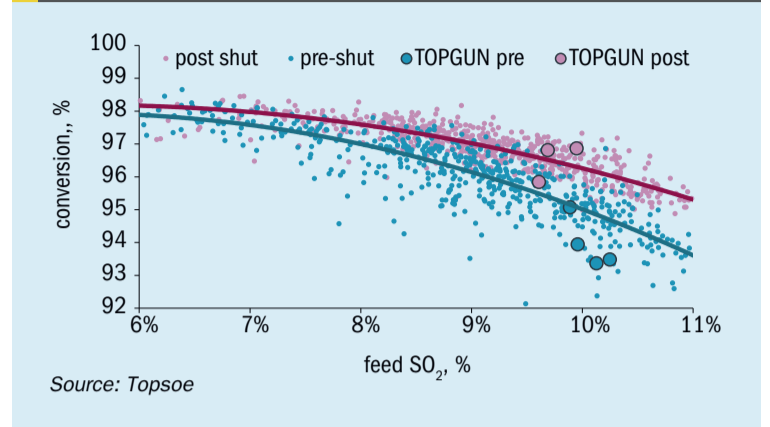 100
99
98
97
96
95
94
93
92
conversion,, %
post shut pre-shut TOPGUN pre TOPGUN post
6% 7% 8% 9% 10% 11%
feed SO₂, %
Source: Topsoe